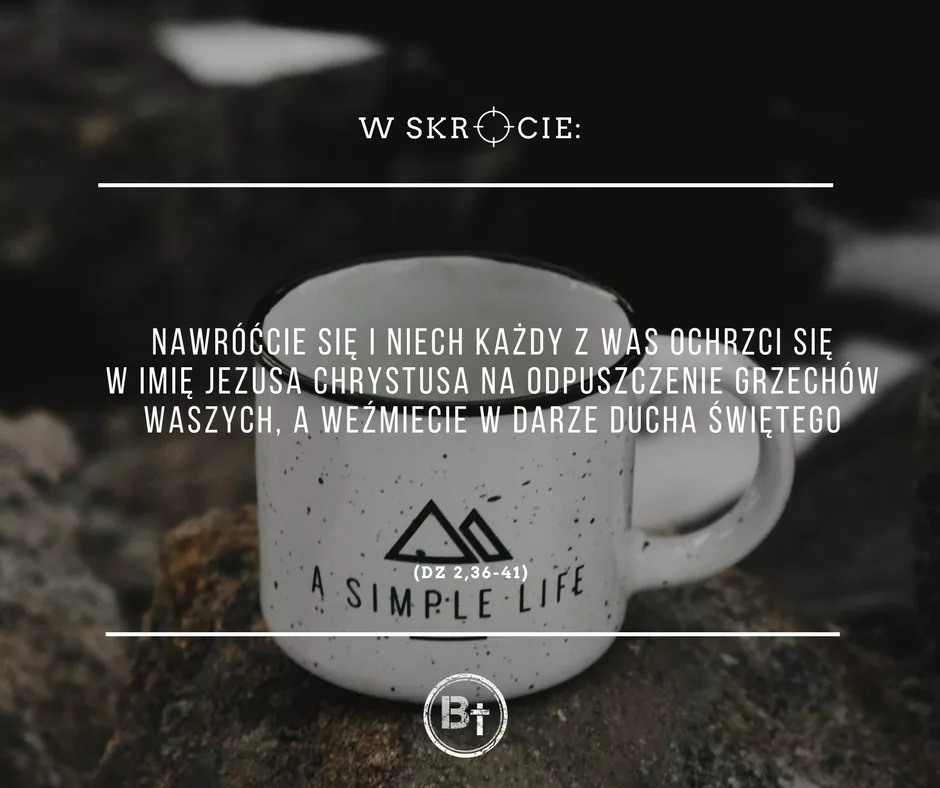 W SKRÓCIE:
NAWRÓĆCIE SIĘ I NIECH KAŻDY Z WAS OCHRZCI SIĘ
W IMIĘ JEZUSA CHRYSTUSA NA ODPUSZCZENIE GRZECHÓW
WASZYCH, A WEŹMIECIE W DARZE DUCHA ŚWIĘTEGO
(DZ 2,36-41)
A SIMPLE LIFE
B†